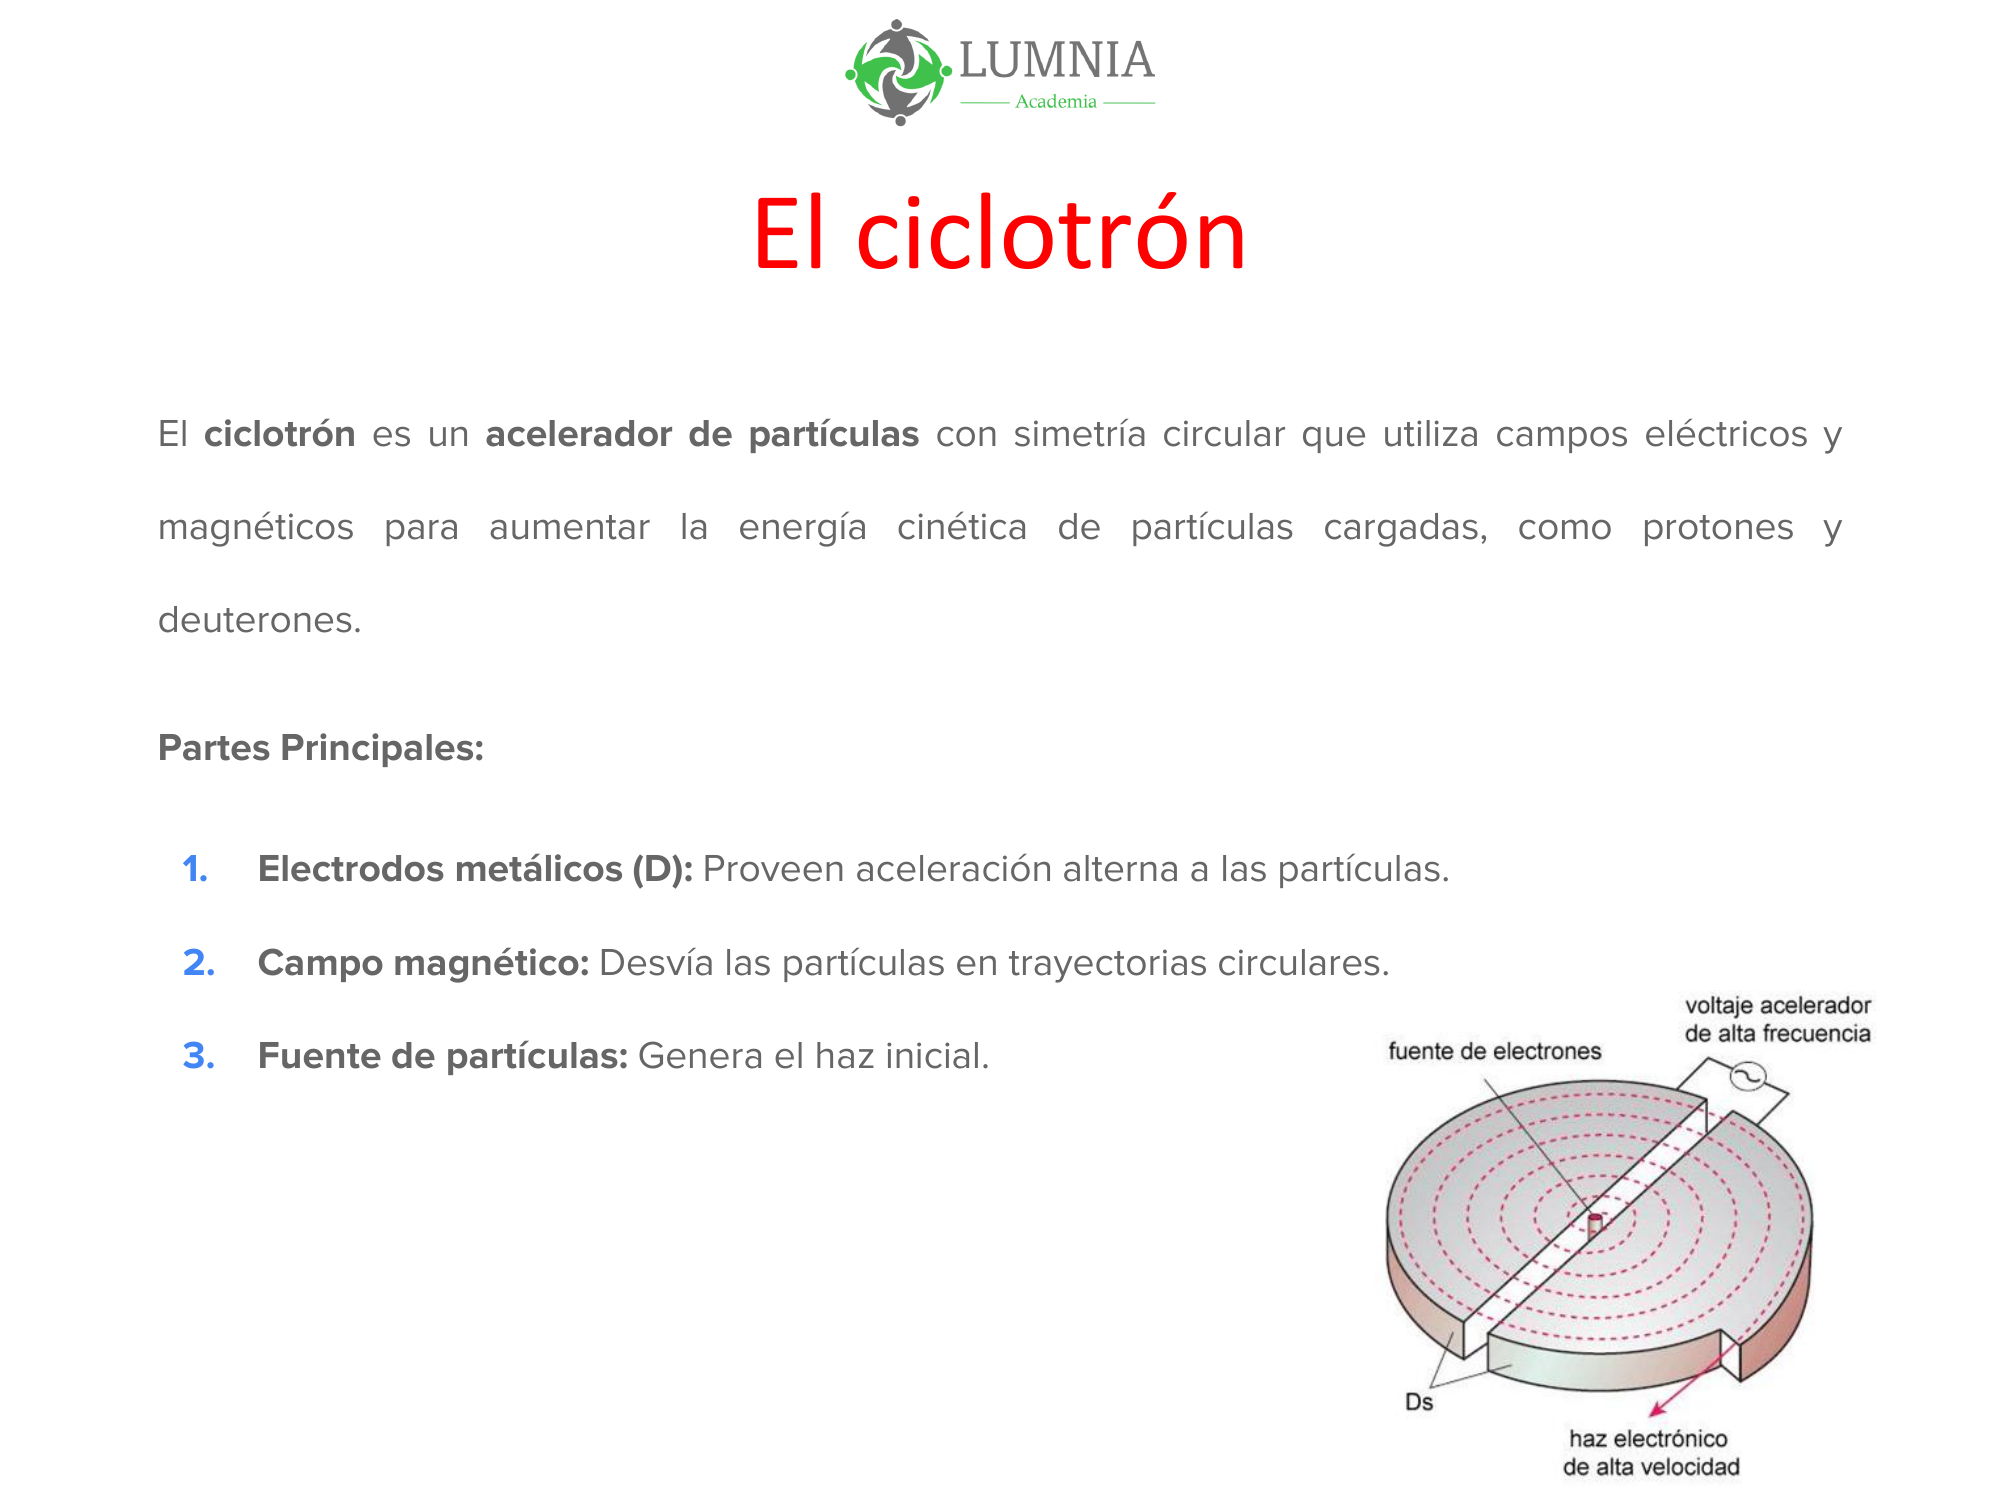 LUMNIA
Academia
El ciclotrón
El ciclotrón es un acelerador de partículas con simetría circular que utiliza campos eléctricos y
magnéticos para aumentar la energía cinética de partículas cargadas, como protones y
deuterones.
Partes Principales:
1. Electrodos metálicos (D): Proveen aceleración alterna a las partículas.
2. Campo magnético: Desvía las partículas en trayectorias circulares.
3. Fuente de partículas: Genera el haz inicial.
voltaje acelerador
de alta frecuencia
fuente de electrones
Ds
haz electrónico
de alta velocidad